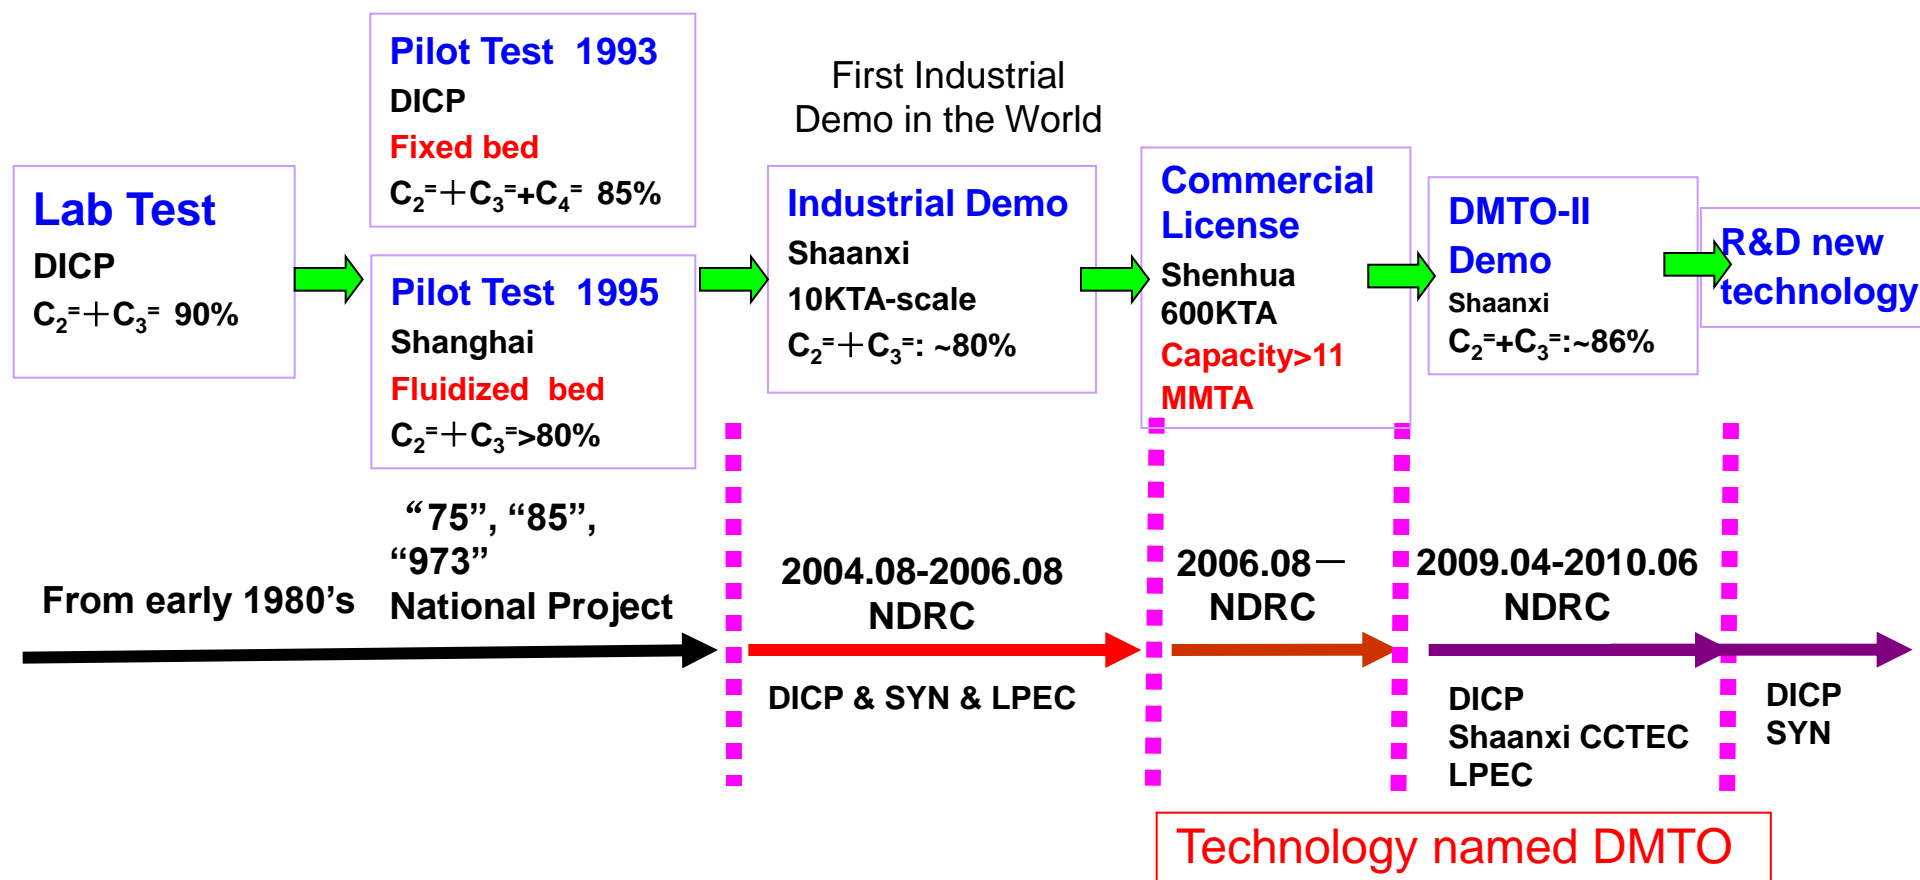 Lab Test
DICP
C₂⁼+C₃⁼ 90%
Pilot Test 1993
DICP
Fixed bed
C₂⁼+C₃⁼+C₄⁼ 85%
Pilot Test 1995
Shanghai
Fluidized bed
C₂⁼+C₃⁼>80%
First Industrial
Demo in the World
Industrial Demo
Shaanxi
10KTA-scale
C₂⁼+C₃⁼: ~80%
Commercial
License
Shenhua
600KTA
Capacity>11
MMTA
DMTO-II
Demo
Shaanxi
C₂⁼+C₃⁼:~86%
R&D new
technology
From early 1980's
“75”, “85”,
“973”
National Project
2004.08-2006.08
NDRC
DICP & SYN & LPEC
2006.08—
NDRC
2009.04-2010.06
NDRC
DICP
Shaanxi CCTEC
LPEC
DICP
SYN
Technology named DMTO